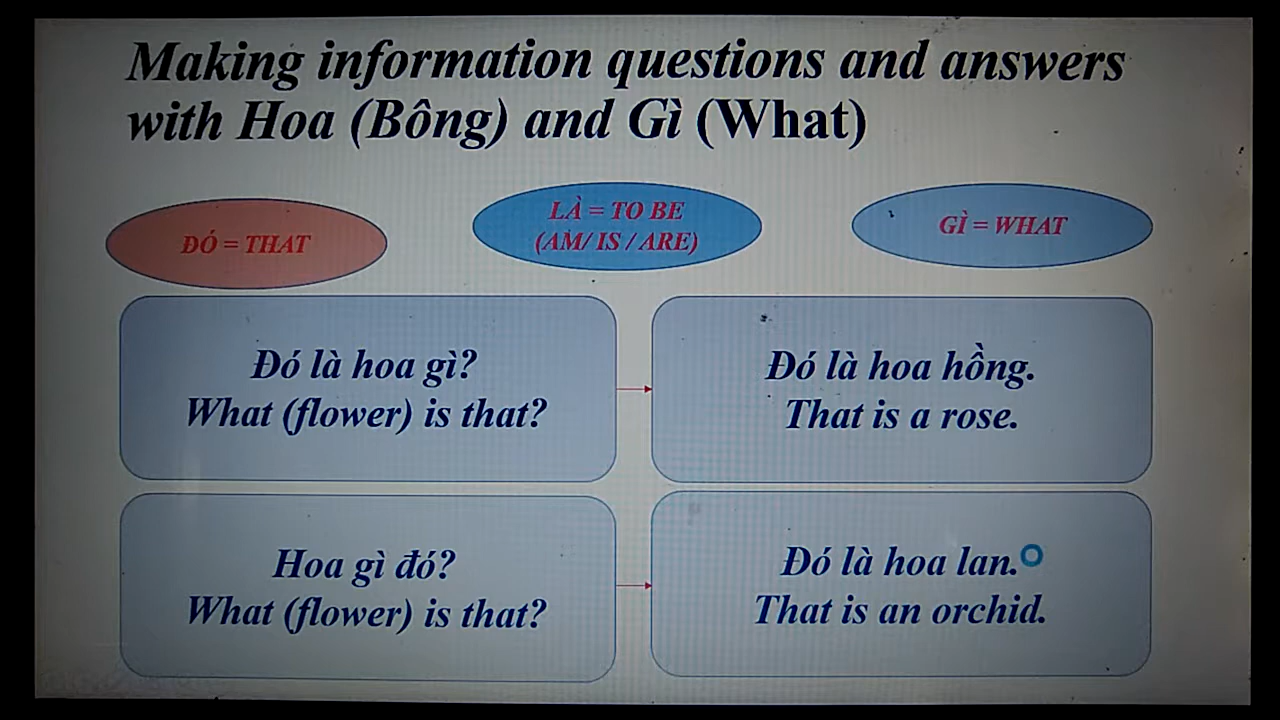 Making information questions and answers
with Hoa (Bông) and Gì (What)
ĐÓ = THAT
LÀ = TO BE
(AM/ IS / ARE)
GÌ = WHAT
Đó là hoa gì?
What (flower) is that?
Đó là hoa hồng.
That is a rose.
Hoa gì đó?
What (flower) is that?
Đó là hoa lan.
That is an orchid.